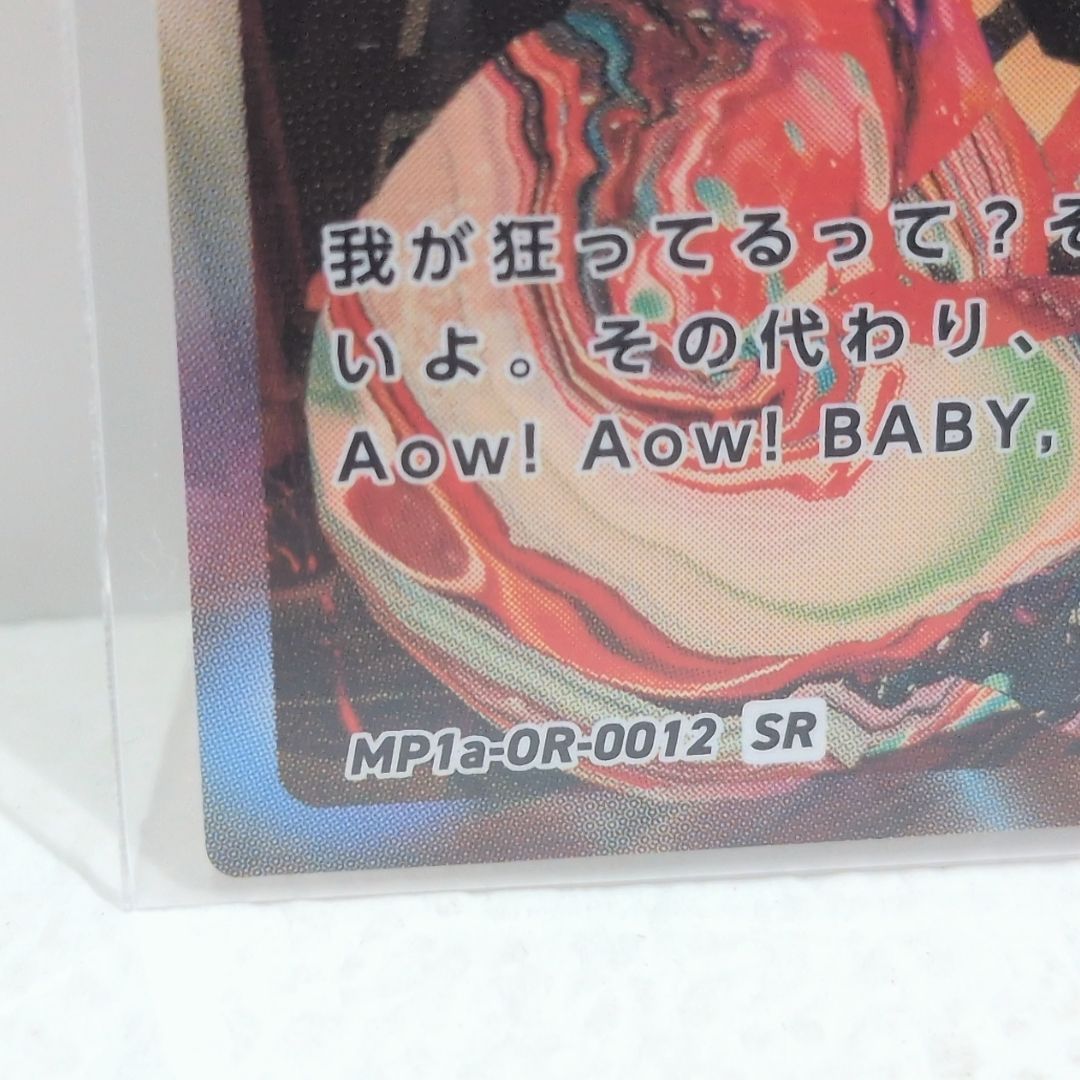 我が狂ってるって？そ
いよ。その代わり、
Aow! Aow! BABY,
MP1a-OR-0012 SR